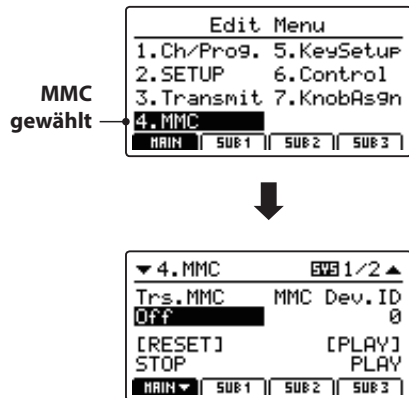 Edit Menu
1.Ch/Prog. 5.KeySetup
2.SETUP 6.Control
3.Transmit 7.KnobAsgn
4.MMC
MMC
gewählt
MAIN SUB1 SUB2 SUB3
▼4.MMC SYS 1/2▲
Trs.MMC MMC Dev.ID
Off 0
[RESET] [PLAY]
STOP PLAY
MAIN▼ SUB1 SUB2 SUB3